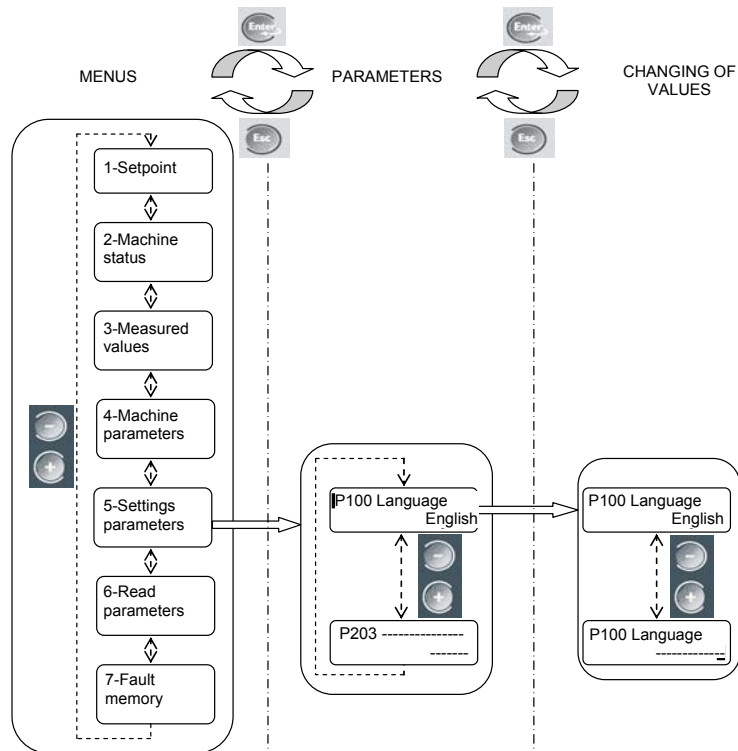 Enter
Enter
MENUS
PARAMETERS
CHANGING OF
VALUES
Esc
Esc
1-Setpoint
2-Machine
status
3-Measured
values
4-Machine
parameters
5-Settings
parameters
6-Read
parameters
7-Fault
memory
P100 Language
English
P203 ----------------
-------
P100 Language
English
P100 Language
-------------